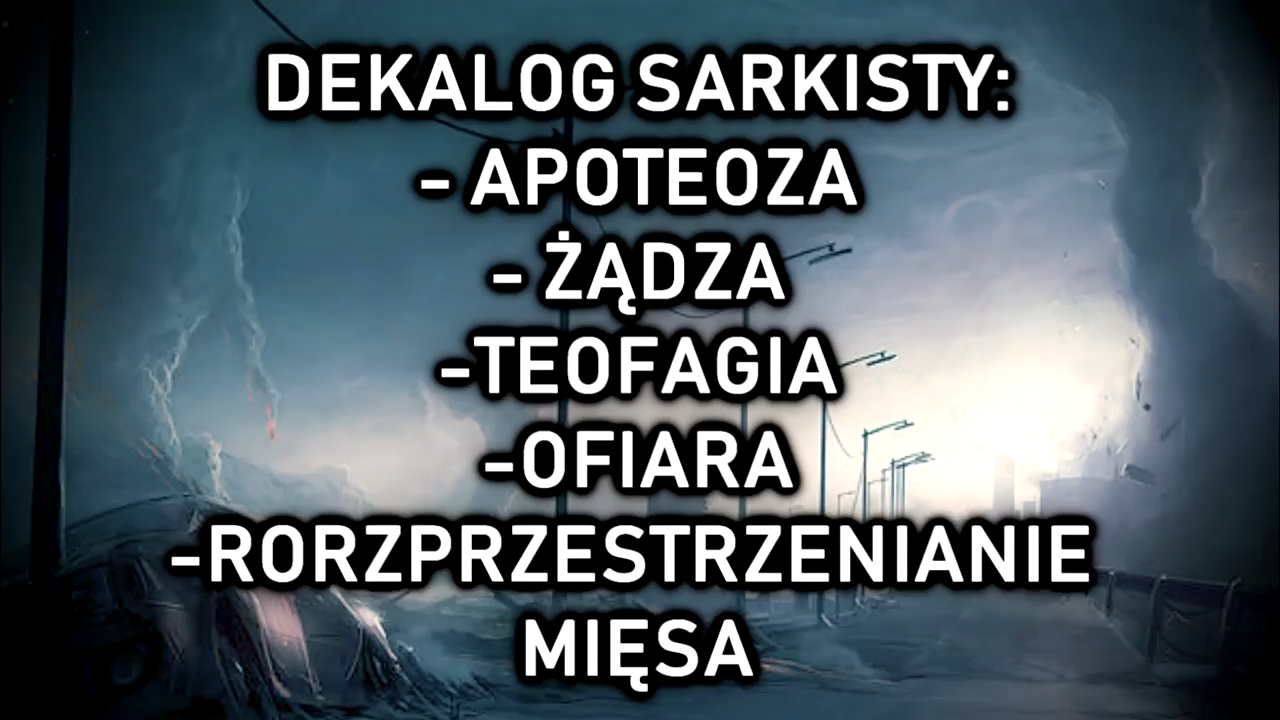 DEKALOG SARKISTY:
- APOTEOZA
- ŻĄDZA
-TEOFAGIA
-OFIARA
-RORZPRZESTRZENIANIE
MIĘSA